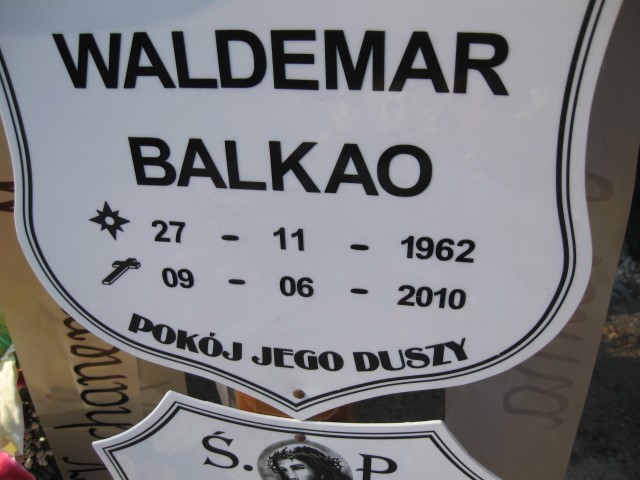 WALDEMAR
BALKAO
27 - 11 - 1962
09 - 06 - 2010
POKÓJ JEGO DUSZY
Ś. P